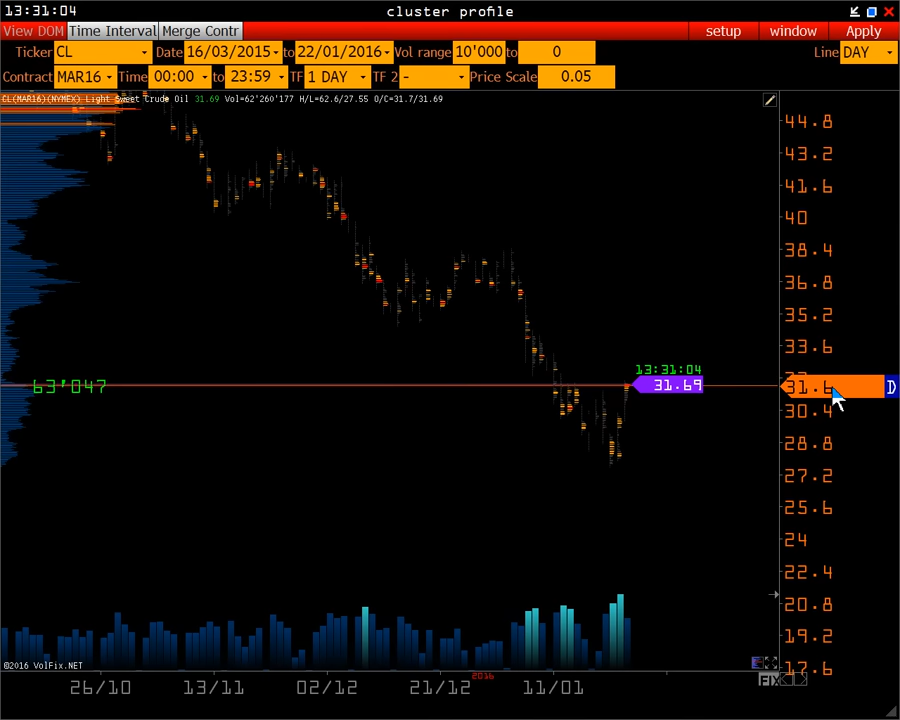 13:31:04 cluster profile
View DOM Time Interval Merge Contr setup window Apply
Ticker CL Date 16/03/2015 to 22/01/2016 Vol range 10'000 to 0 Line DAY
Contract MAR16 Time 00:00 to 23:59 TF 1 DAY TF 2 - Price Scale 0.05
CL(MAR16)(NYMEX) Light Sweet Crude Oil 31.69 Vol=62'260'177 H/L=62.6/27.55 O/C=31.7/31.69
44.8
43.2
41.6
40
38.4
36.8
35.2
33.6
13:31:04
63'047 31.69 31.6 D
30.4
28.8
27.2
25.6
24
22.4
20.8
19.2
©2016 VolFix.NET 17.6
2016 FIX
26/10 13/11 02/12 21/12 11/01